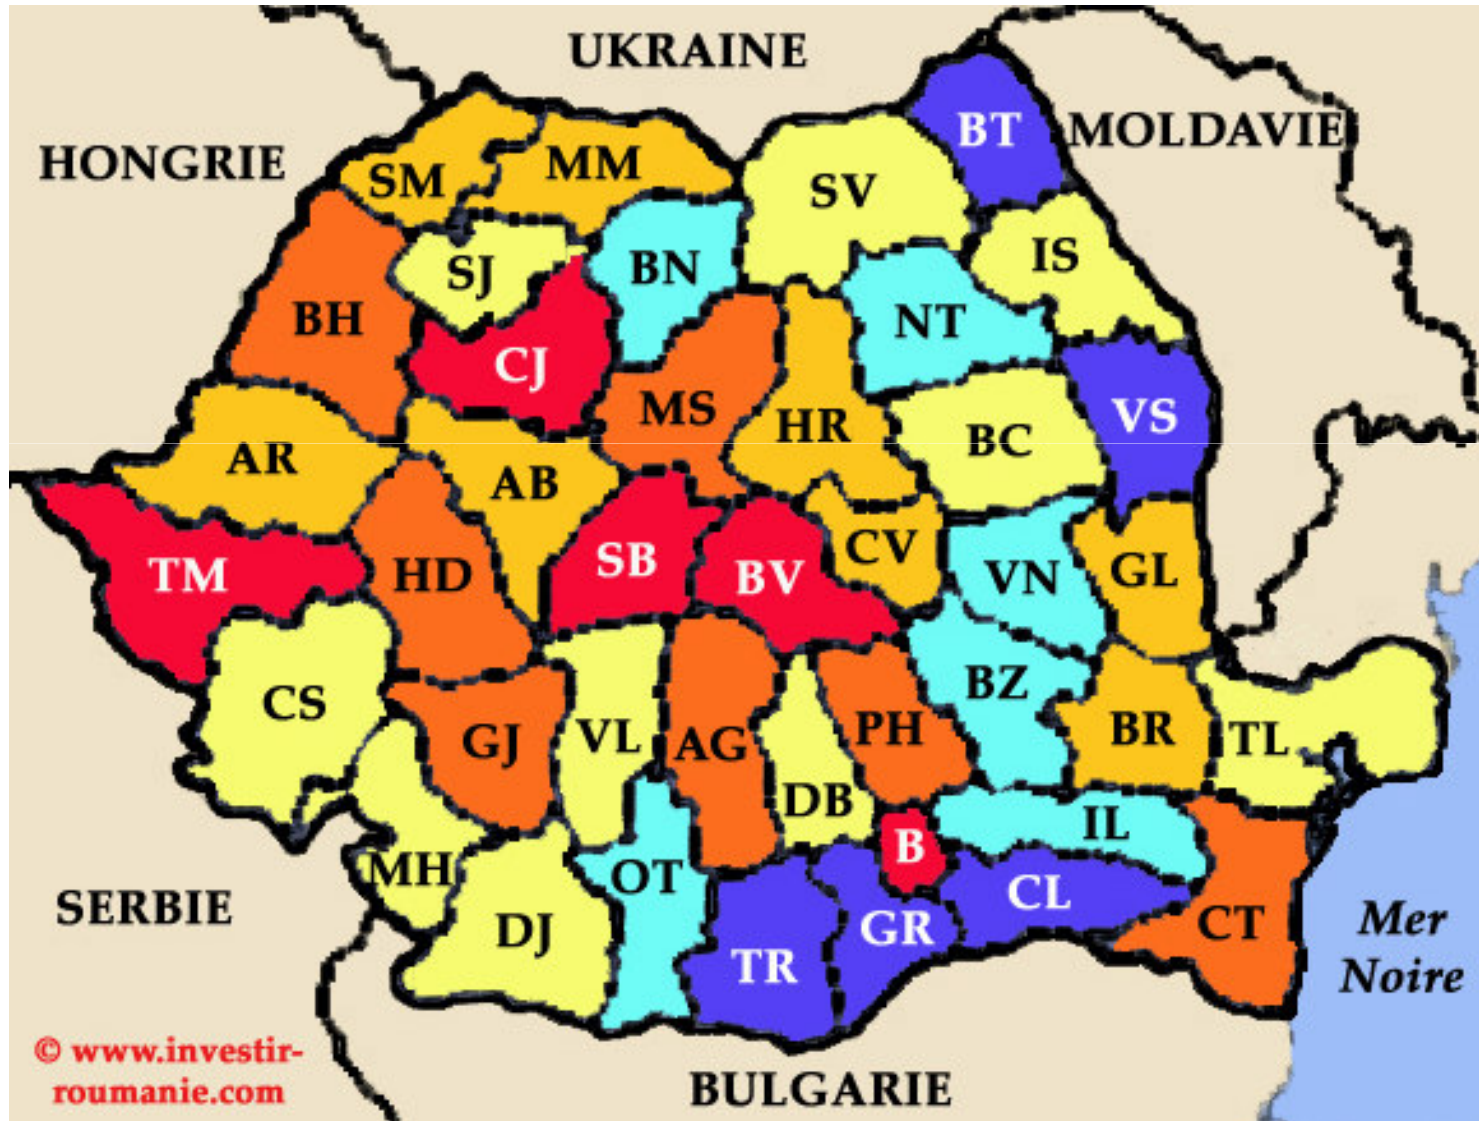 UKRAINE
BT
MOLDAVIE
HONGRIE
SM
MM
SV
IS
SJ
BN
NT
BH
CJ
MS
HR
VS
BC
AR
AB
CV
SB
BV
TM
HD
VN
GL
CS
BZ
GJ
VL
AG
PH
BR
TL
DB
IL
B
MH
OT
CL
SERBIE
DJ
GR
CT
TR
Mer
Noire
© www.investir-
roumanie.com
BULGARIE